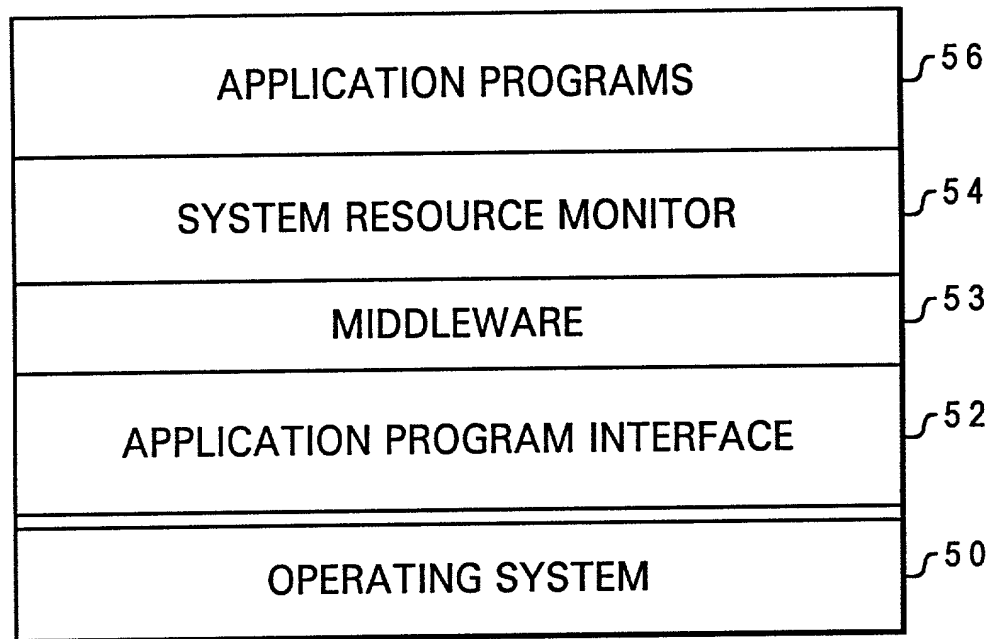 APPLICATION PROGRAMS 56
SYSTEM RESOURCE MONITOR 54
MIDDLEWARE 53
APPLICATION PROGRAM INTERFACE 52
OPERATING SYSTEM 50